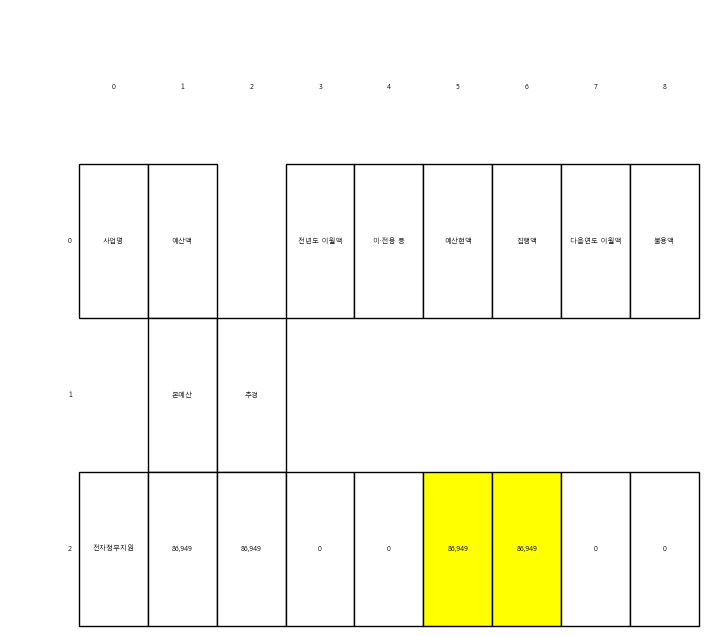 0 1 2 3 4 5 6 7 8
0 사업명 예산액 전년도 이월액 이·전용 등 예산현액 집행액 다음연도 이월액 불용액
1 본예산 추경
2 전자정부지원 86,949 86,949 0 0 86,949 86,949 0 0